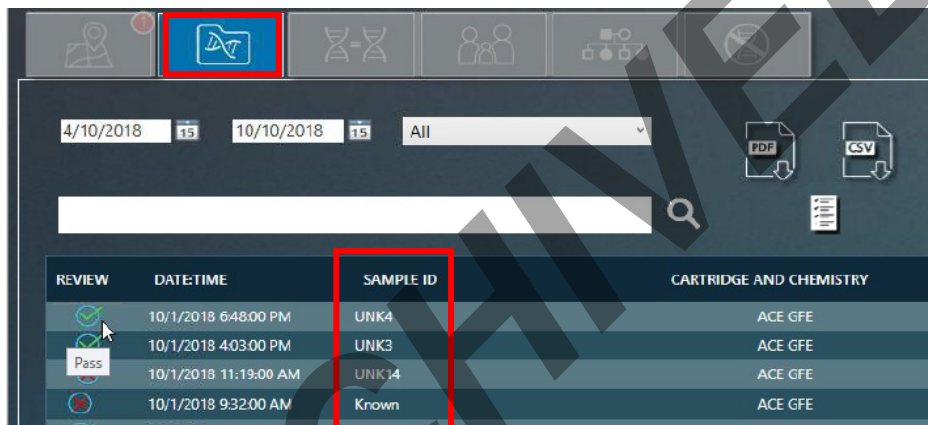 1
4/10/2018 15 10/10/2018 15 All
PDF CSV
REVIEW DATE:TIME SAMPLE ID CARTRIDGE AND CHEMISTRY
10/1/2018 6:48:00 PM UNK4 ACE GFE
10/1/2018 4:03:00 PM UNK3 ACE GFE
Pass
10/1/2018 11:19:00 AM UNK14 ACE GFE
10/1/2018 9:32:00 AM Known ACE GFE